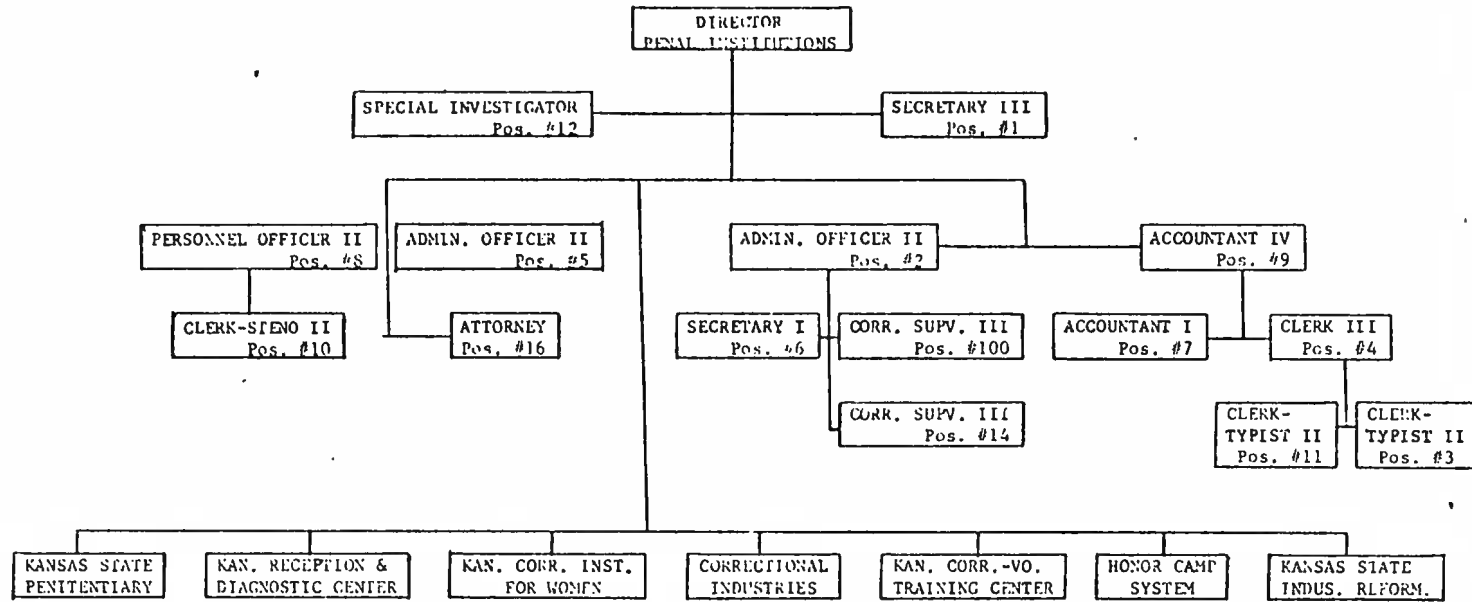 DIRECTOR
PENAL INSTITUTIONS
SPECIAL INVESTIGATOR
Pos. #12
SECRETARY III
Pos. #1
PERSONNEL OFFICER II
Pos. #8
ADMIN. OFFICER II
Pos. #5
ADMIN. OFFICER II
Pos. #2
ACCOUNTANT IV
Pos. #9
CLERK-STENO II
Pos. #10
ATTORNEY
Pos. #16
SECRETARY I
Pos. #6
CORR. SUPV. III
Pos. #100
ACCOUNTANT I
Pos. #7
CLERK III
Pos. #4
CORR. SUPV. III
Pos. #14
CLERK-
TYPIST II
Pos. #11
CLERK-
TYPIST II
Pos. #3
KANSAS STATE
PENITENTIARY
KAN. RECEPTION &
DIAGNOSTIC CENTER
KAN. CORR. INST.
FOR WOMEN
CORRECTIONAL
INDUSTRIES
KAN. CORR.-VO.
TRAINING CENTER
HONOR CAMP
SYSTEM
KANSAS STATE
INDUS. REFORM.